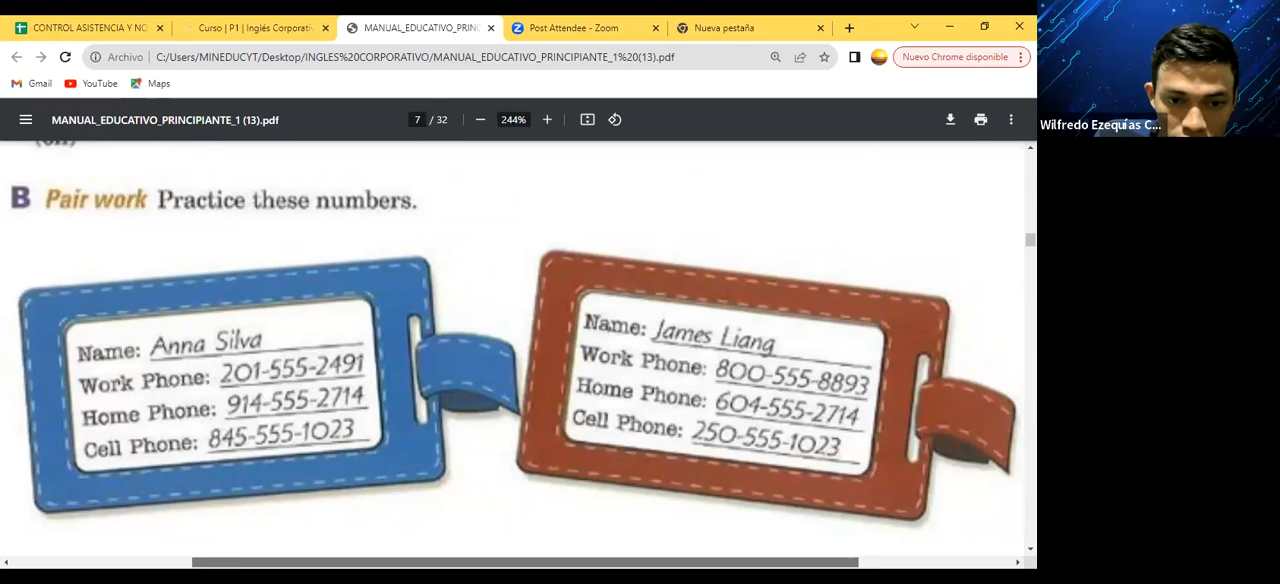 CONTROL ASISTENCIA Y NO
Curso | P1 | Inglés Corporativ
MANUAL_EDUCATIVO_PRIN
Post Attendee - Zoom
Nueva pestaña
Archivo
C:/Users/MINEDUCYT/Desktop/INGLES%20CORPORATIVO/MANUAL_EDUCATIVO_PRINCIPIANTE_1%20(13).pdf
Nuevo Chrome disponible
Gmail
YouTube
Maps
MANUAL_EDUCATIVO_PRINCIPIANTE_1 (13).pdf
7 / 32
244%
Wilfredo Ezequías C...
B Pair work Practice these numbers.
Name: Anna Silva
Work Phone: 201-555-2491
Home Phone: 914-555-2714
Cell Phone: 845-555-1023
Name: James Liang
Work Phone: 800-555-8893
Home Phone: 604-555-2714
Cell Phone: 250-555-1023